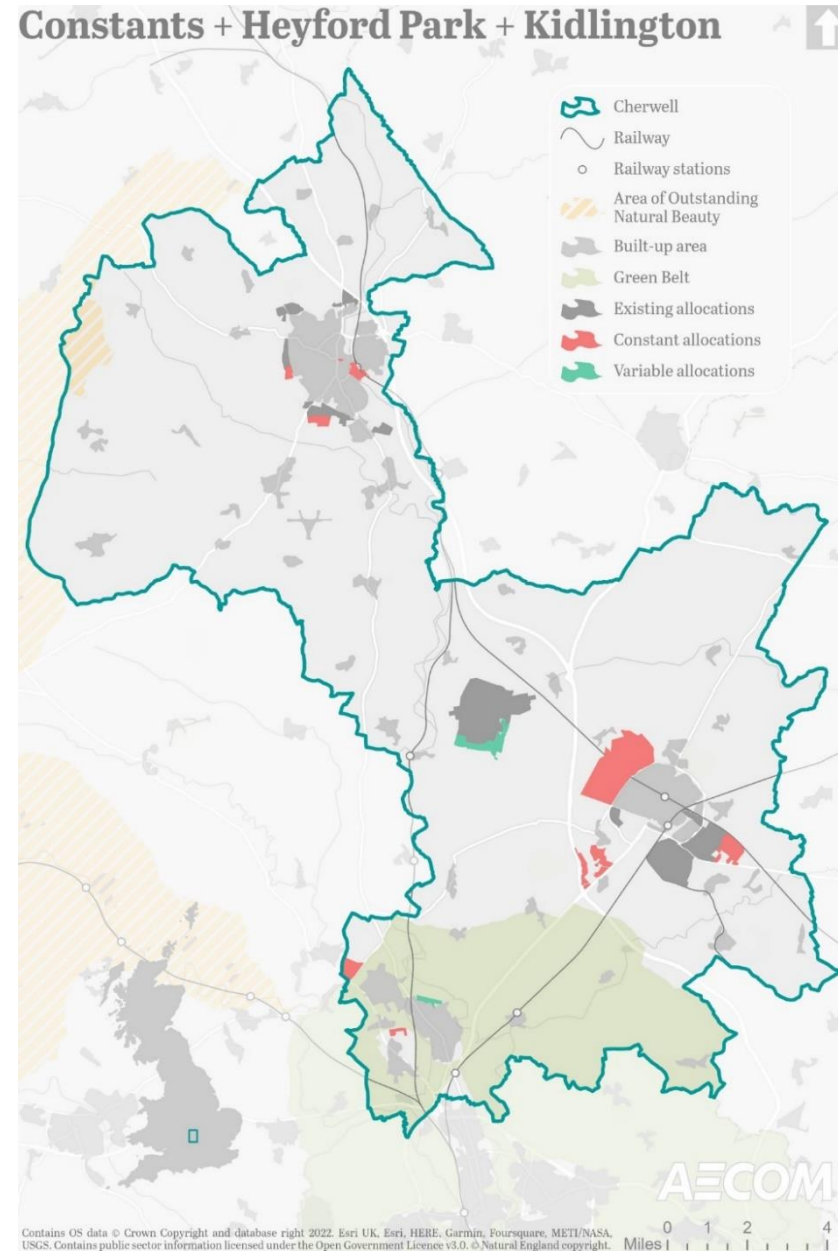 Constants + Heyford Park + Kidlington
Cherwell
Railway
Railway stations
Area of Outstanding
Natural Beauty
Built-up area
Green Belt
Existing allocations
Constant allocations
Variable allocations
AECOM
0 1 2 4
Miles
Contains OS data © Crown Copyright and database right 2022. Esri UK, Esri, HERE, Garmin, Foursquare, METI/NASA,
USGS. Contains public sector information licensed under the Open Government Licence v3.0. © Natural England copyright.